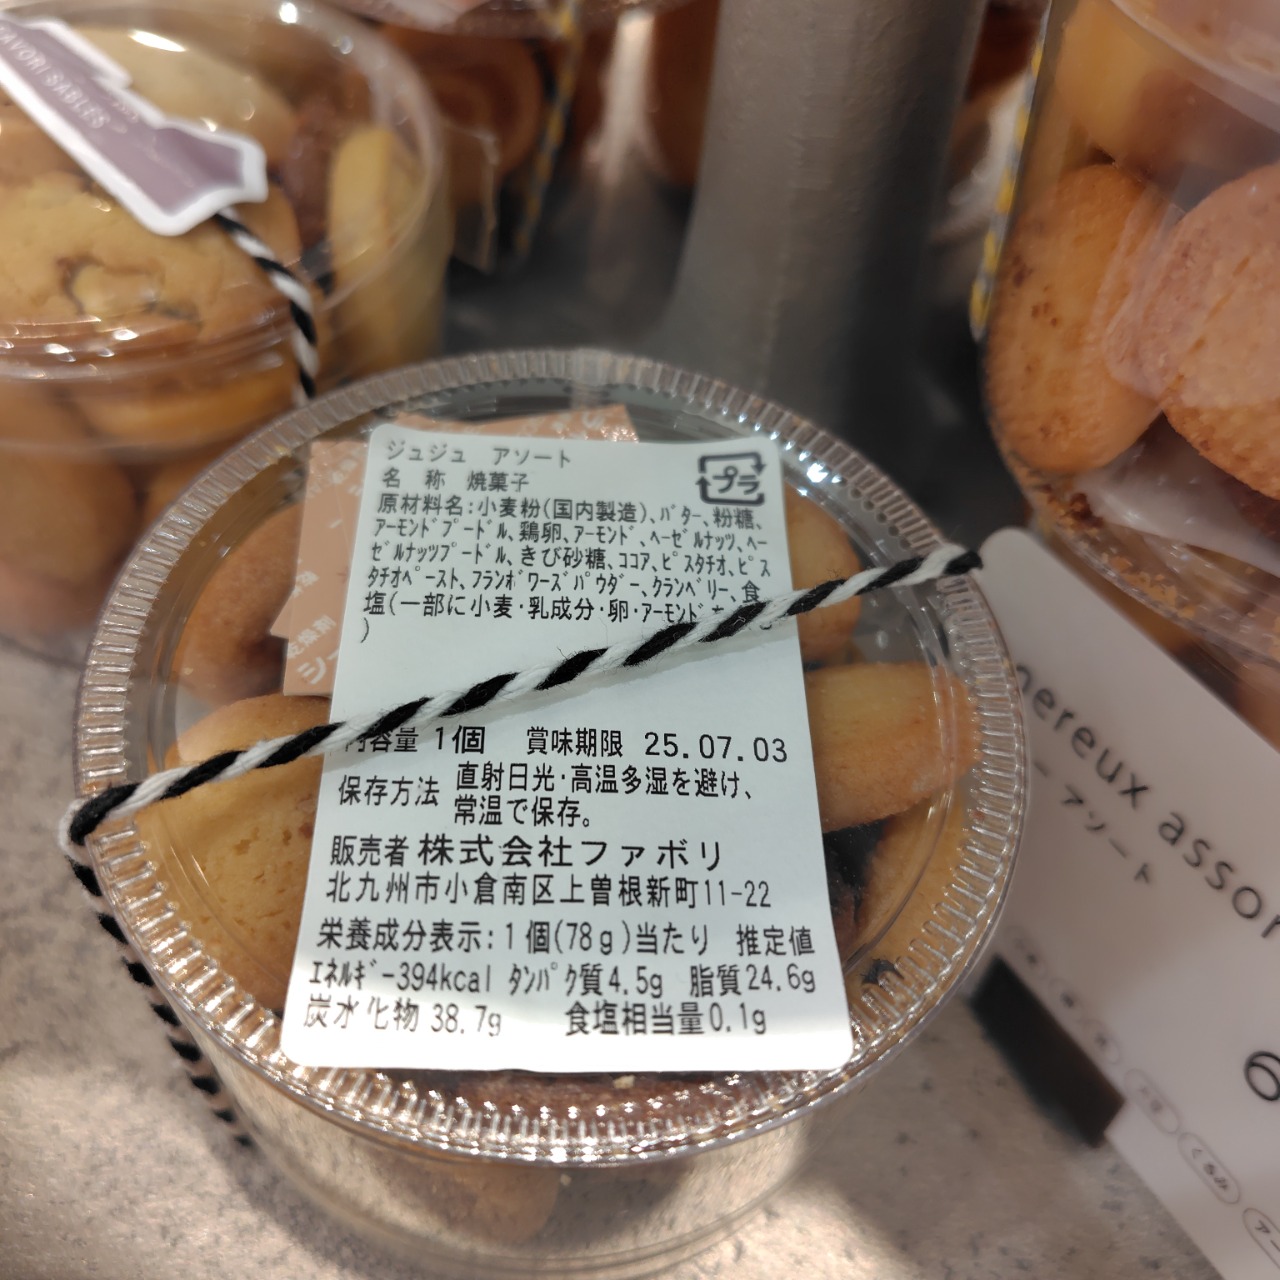 FAVORI SABLES
ジュジュ アソート
名 称 焼菓子
プラ
原材料名:小麦粉(国内製造)、バター、粉糖、
アーモンドプードル、鶏卵、アーモンド、ヘーゼルナッツ、ヘー
ゼルナッツプードル、きび砂糖、ココア、ピスタチオ、ピス
タチオペースト、フランボワーズパウダー、クランベリー、食
塩(一部に小麦・乳成分・卵・アーモンド
)
内容量 1個 賞味期限 25.07.03
保存方法 直射日光・高温多湿を避け、
常温で保存。
販売者 株式会社ファボリ
北九州市小倉南区上曽根新町11-22
栄養成分表示:1個(78g)当たり 推定値
エネルギー394kcal タンパク質4.5g 脂質24.6g
炭水化物 38.7g 食塩相当量0.1g
nereux assor
ー アソート
6
くるみ